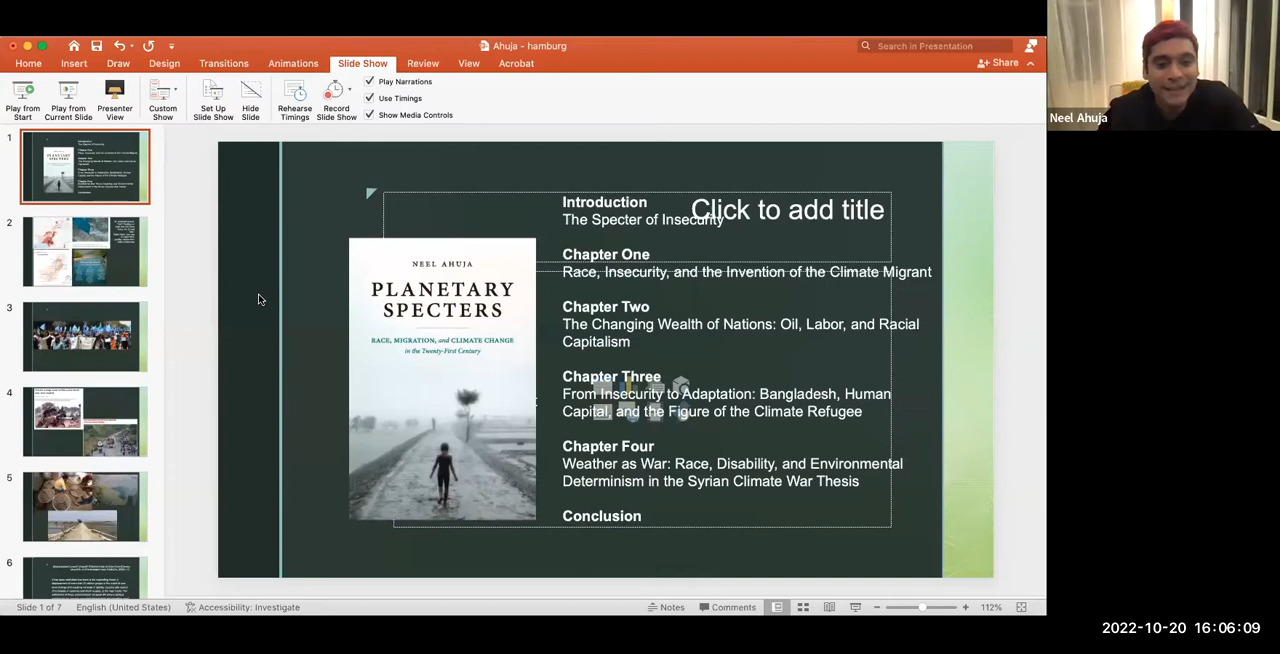 Ahuja - hamburg
Search in Presentation
Home Insert Draw Design Transitions Animations Slide Show Review View Acrobat
Share
Play from Start
Play from Current Slide
Presenter View
Custom Show
Set Up Slide Show
Hide Slide
Rehearse Timings
Record Slide Show
Play Narrations
Use Timings
Show Media Controls
Neel Ahuja
1
2
3
4
5
6
Click to add title
NEEL AHUJA
PLANETARY
SPECTERS
RACE, MIGRATION, and CLIMATE CHANGE
in the Twenty-First Century
Introduction
The Specter of Insecurity
Chapter One
Race, Insecurity, and the Invention of the Climate Migrant
Chapter Two
The Changing Wealth of Nations: Oil, Labor, and Racial
Capitalism
Chapter Three
From Insecurity to Adaptation: Bangladesh, Human
Capital, and the Figure of the Climate Refugee
Chapter Four
Weather as War: Race, Disability, and Environmental
Determinism in the Syrian Climate War Thesis
Conclusion
Slide 1 of 7 English (United States) Accessibility: Investigate
Notes Comments 112%
2022-10-20 16:06:09